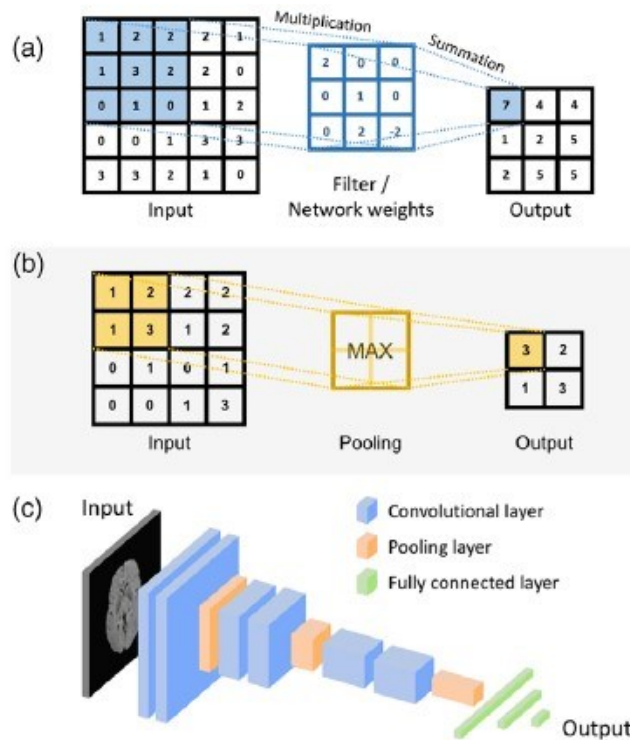 Multiplication
Summation
(a)
1 2 2 2 1
1 3 2 2 0
0 1 0 1 2
0 0 1 3 3
3 3 2 1 0
2 0 0
0 1 0
0 2 -2
7 4 4
1 2 5
2 5 5
Input
Filter /
Network weights
Output
(b)
1 2 2 2
1 3 1 2
0 1 0 1
0 0 1 3
MAX
3 2
1 3
Input
Pooling
Output
(c)
Input
Convolutional layer
Pooling layer
Fully connected layer
Output